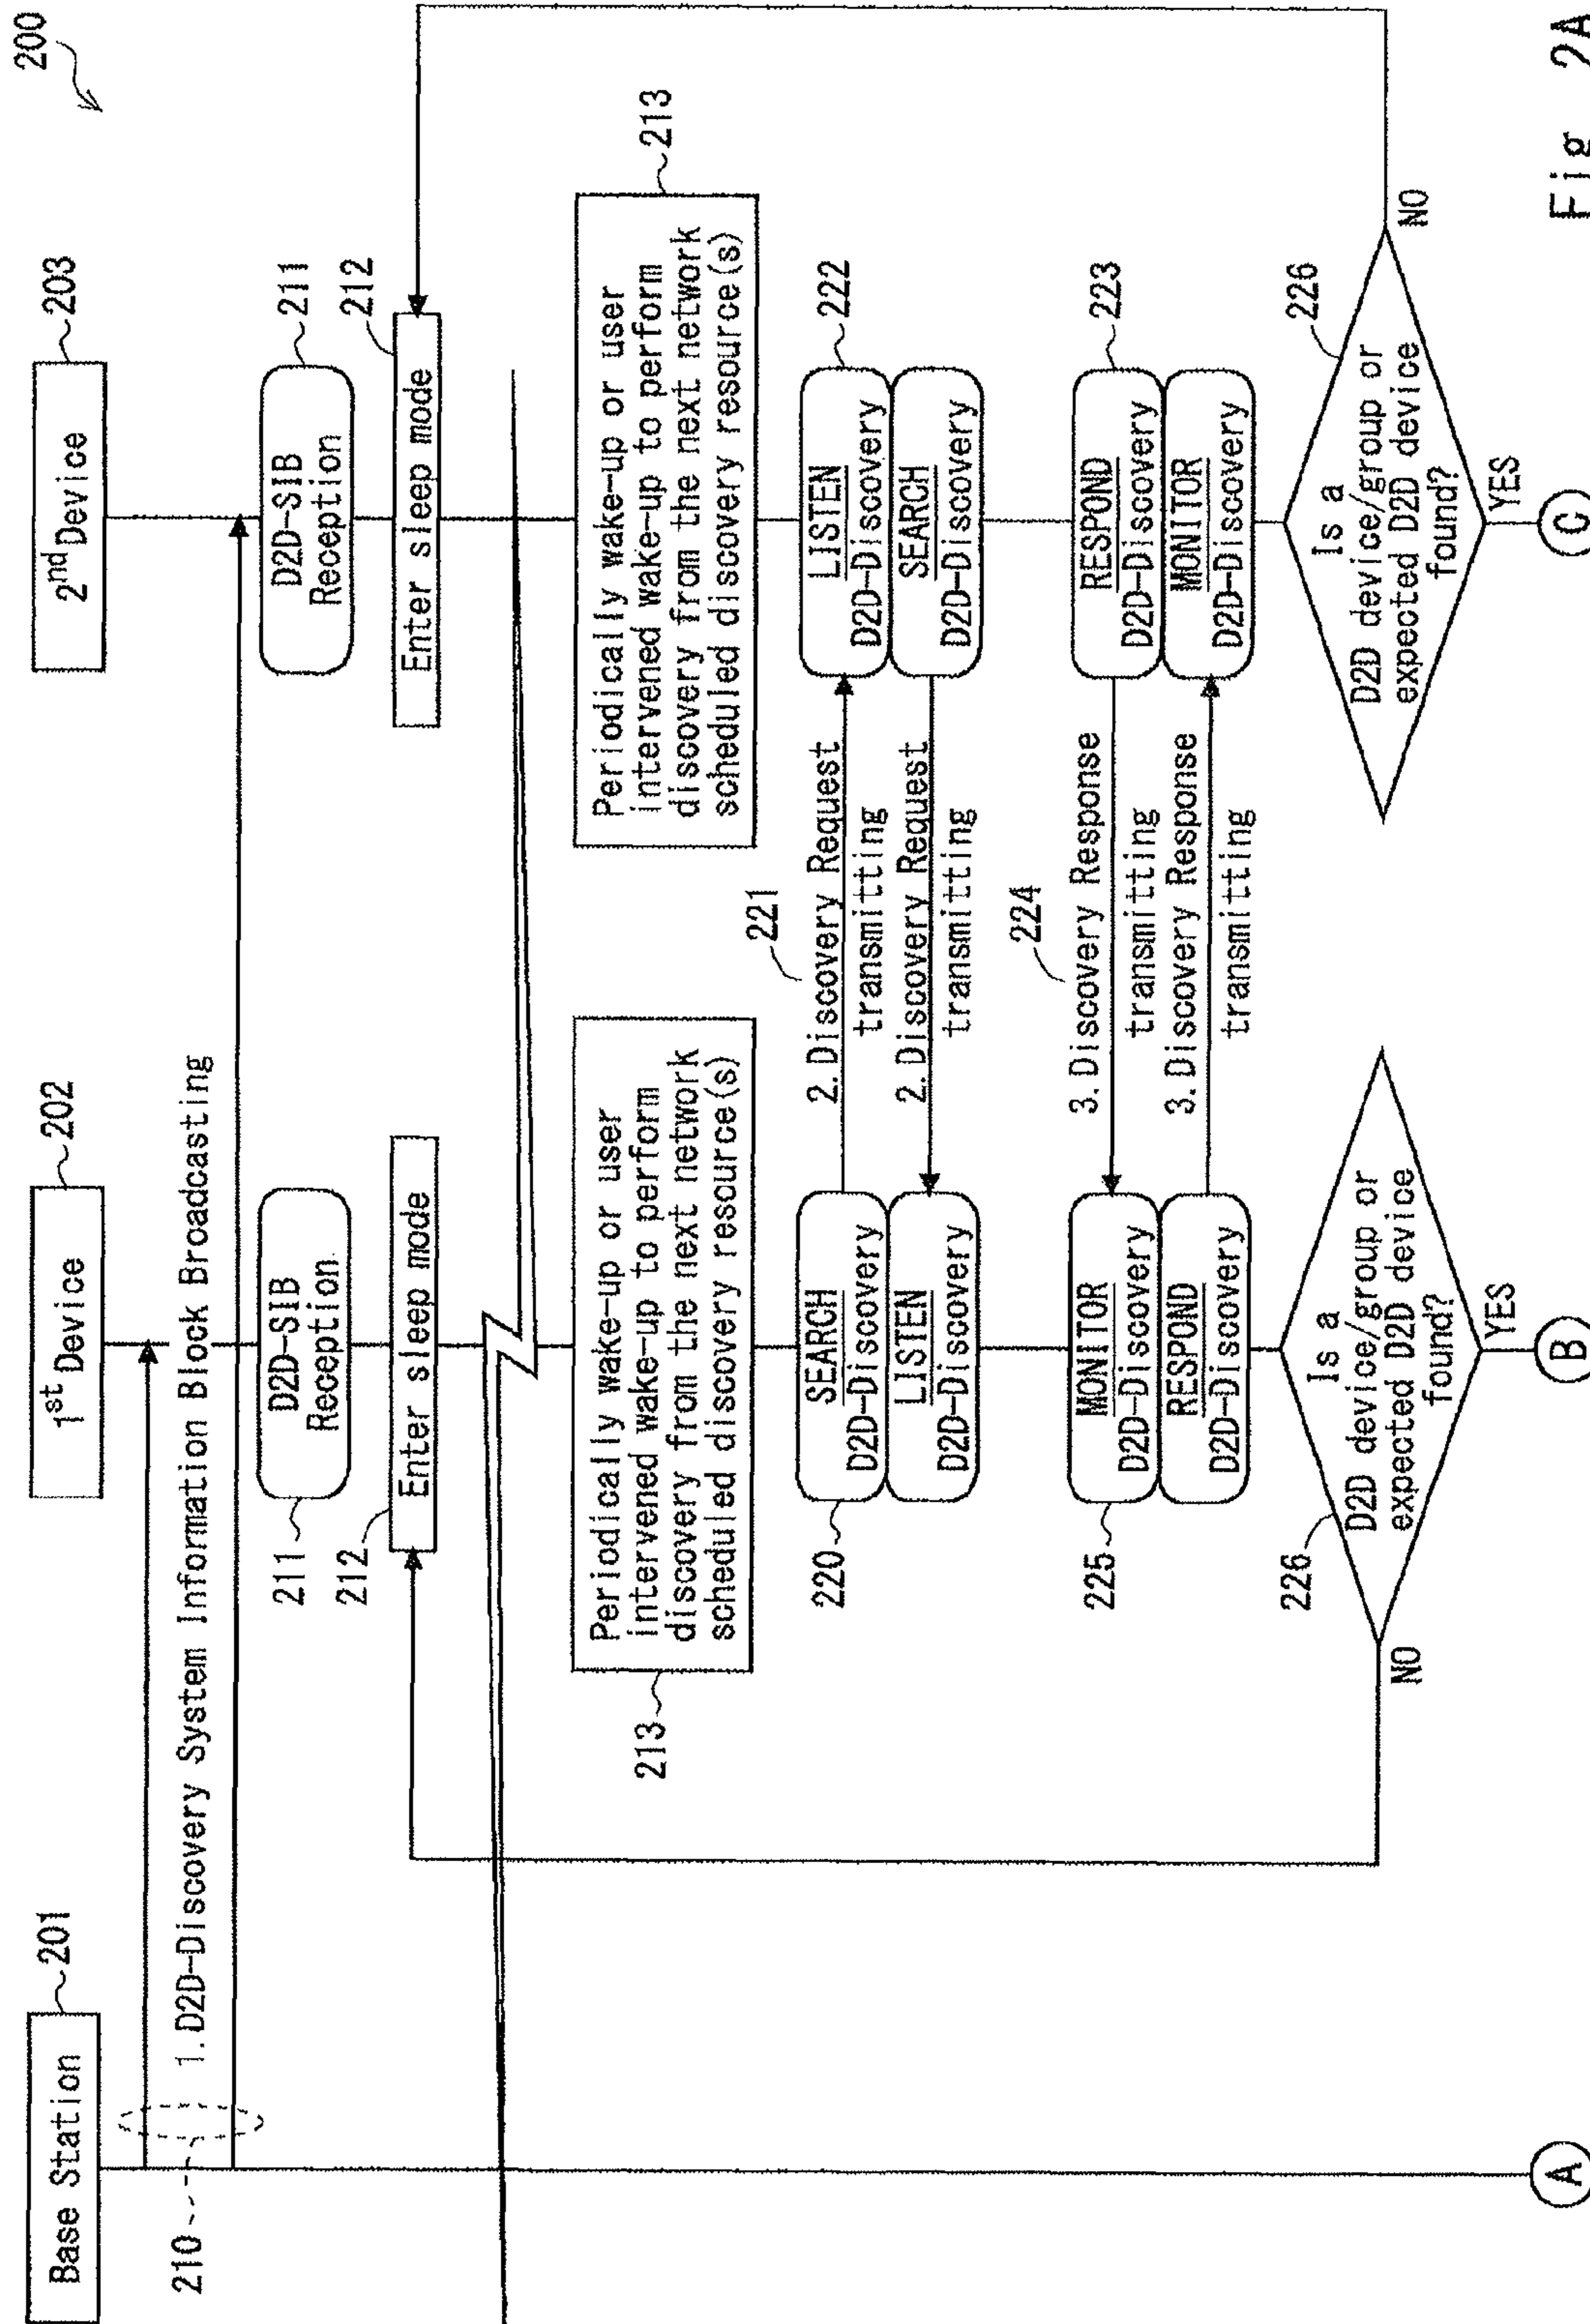 200
Base Station
201
1st Device
202
2nd Device
203
210
1. D2D-Discovery System Information Block Broadcasting
D2D-SIB
Reception
211
D2D-SIB
Reception
211
Enter sleep mode
212
Enter sleep mode
212
Periodically wake-up or user
intervened wake-up to perform
discovery from the next network
scheduled discovery resource(s)
213
Periodically wake-up or user
intervened wake-up to perform
discovery from the next network
scheduled discovery resource(s)
213
SEARCH
D2D-Discovery
LISTEN
D2D-Discovery
220
221
2. Discovery Request
transmitting
2. Discovery Request
transmitting
LISTEN
D2D-Discovery
SEARCH
D2D-Discovery
222
MONITOR
D2D-Discovery
RESPOND
D2D-Discovery
225
224
3. Discovery Response
transmitting
3. Discovery Response
transmitting
RESPOND
D2D-Discovery
MONITOR
D2D-Discovery
223
226
Is a
D2D device/group or
expected D2D device
found?
NO
YES
226
Is a
D2D device/group or
expected D2D device
found?
NO
YES
A
B
C
Fig. 2A